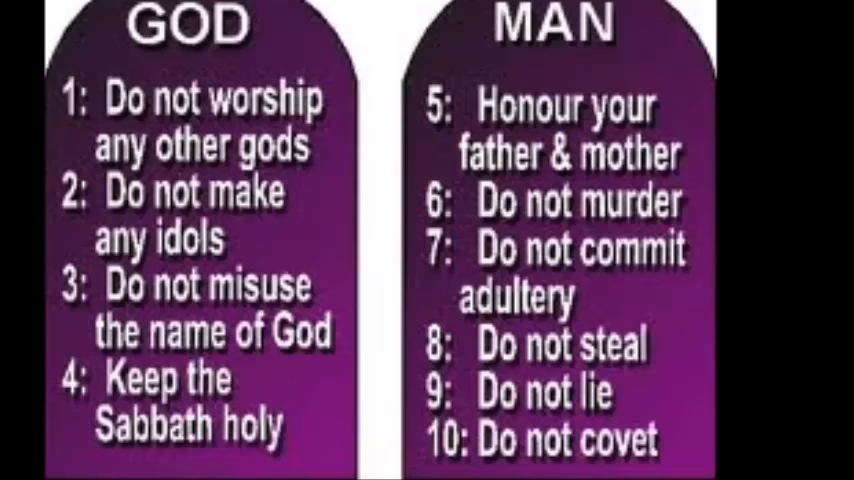 GOD
1: Do not worship
any other gods
2: Do not make
any idols
3: Do not misuse
the name of God
4: Keep the
Sabbath holy
MAN
5: Honour your
father & mother
6: Do not murder
7: Do not commit
adultery
8: Do not steal
9: Do not lie
10: Do not covet